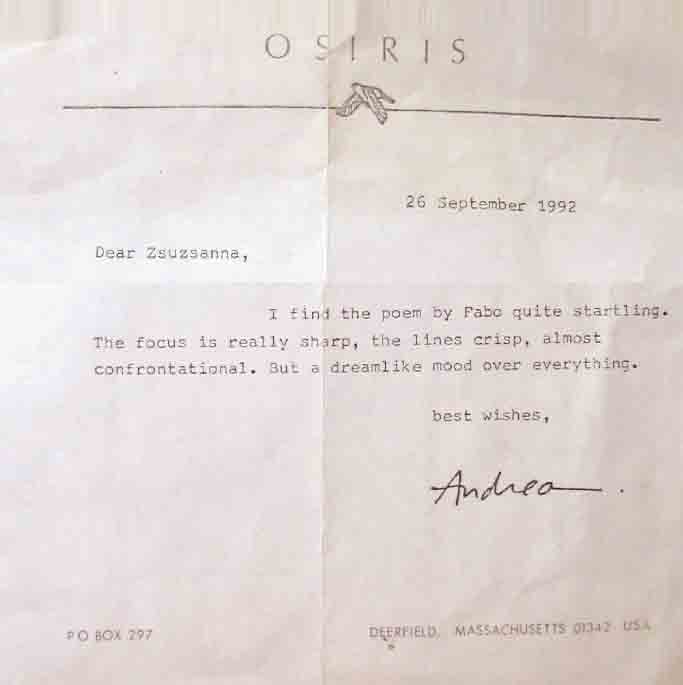 OSIRIS
26 September 1992
Dear Zsuzsanna,
I find the poem by Fabo quite startling.
The focus is really sharp, the lines crisp, almost
confrontational. But a dreamlike mood over everything.
best wishes,
Andrea.
PO BOX 297 DEERFIELD, MASSACHUSETTS 01342 USA